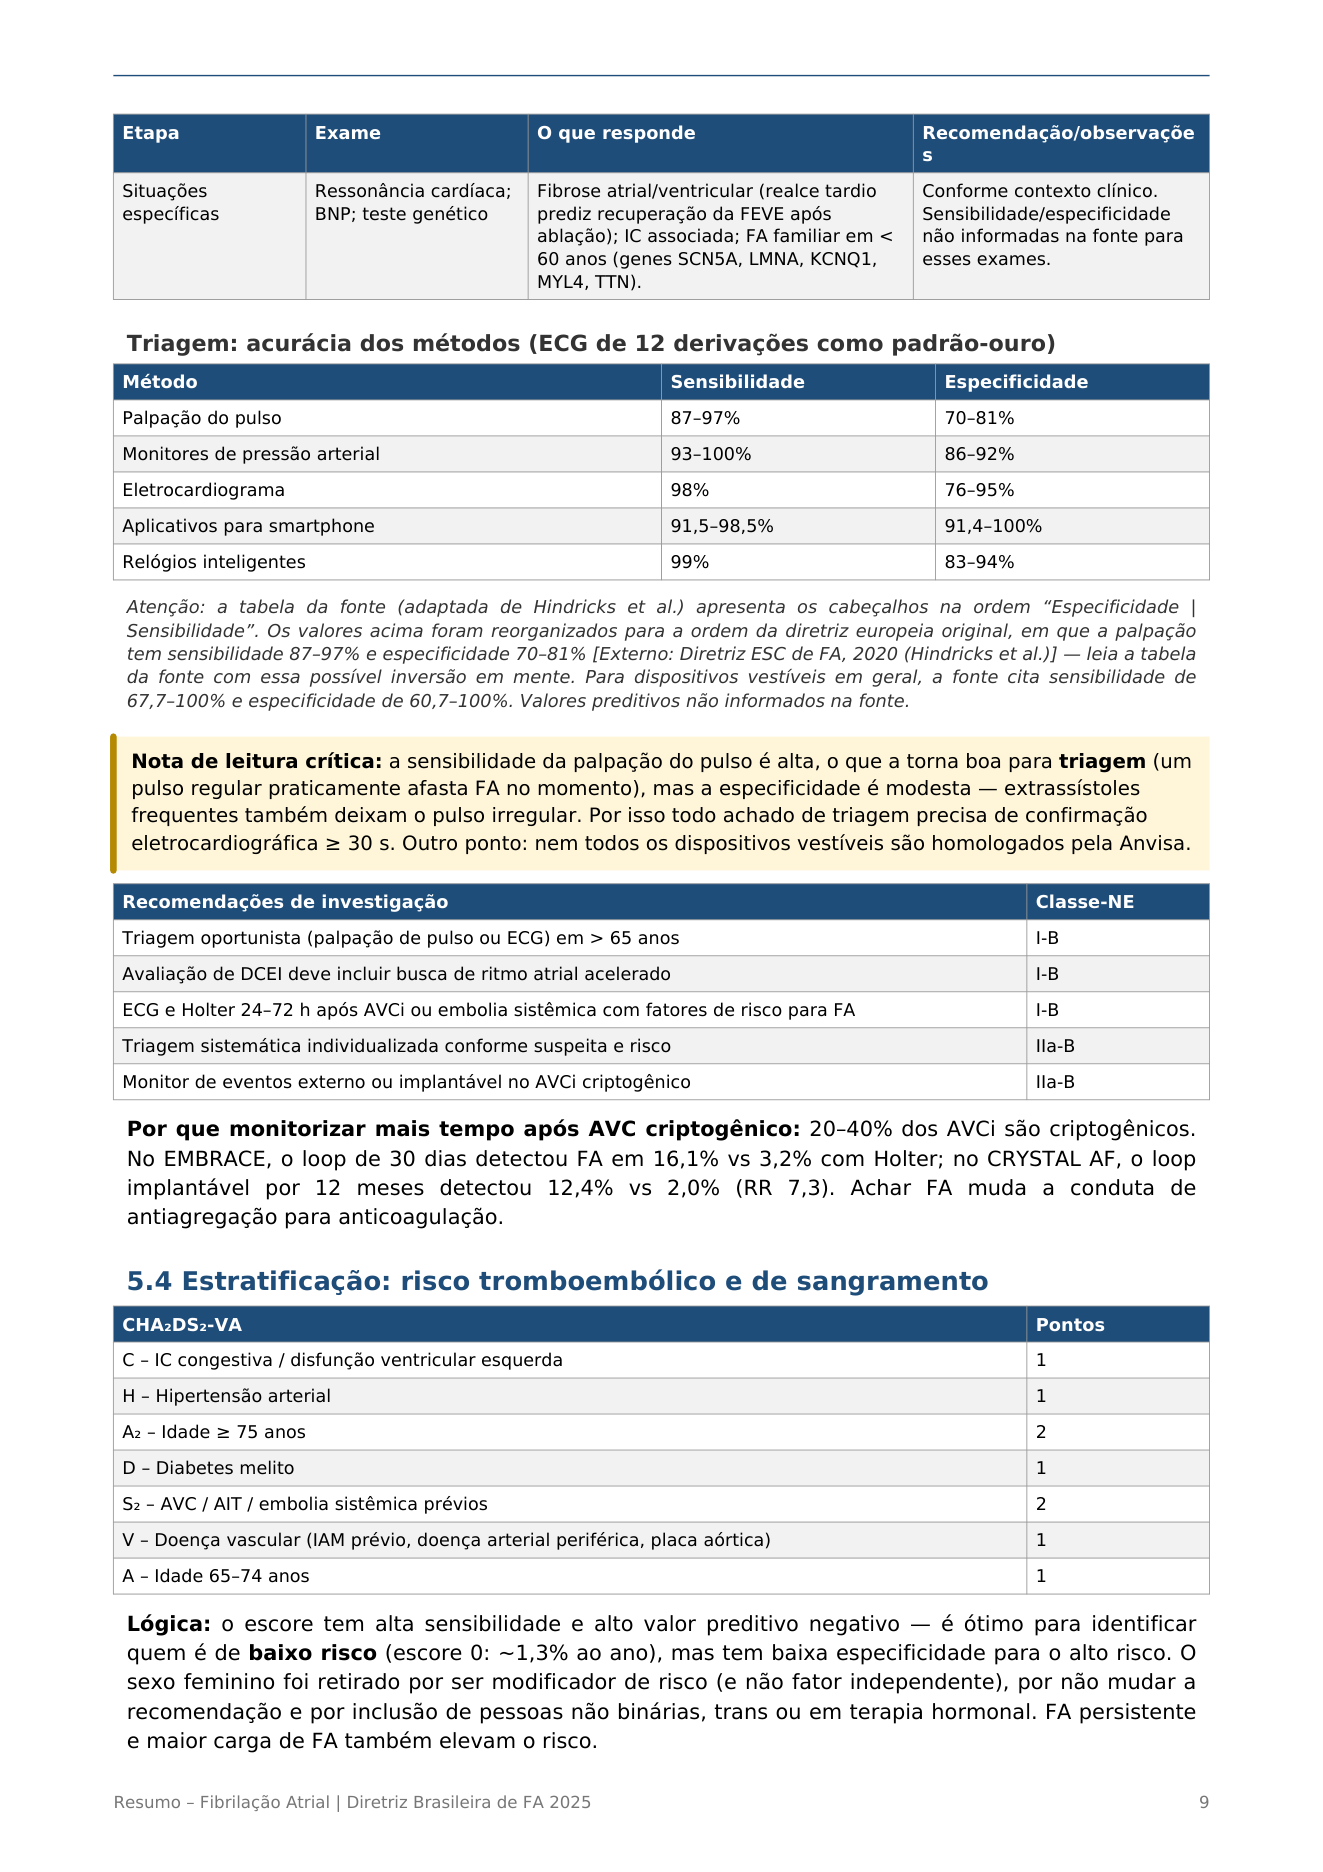 Etapa Exame O que responde Recomendação/observaçõe
s
Situações Ressonância cardíaca; Fibrose atrial/ventricular (realce tardio Conforme contexto clínico.
específicas BNP; teste genético prediz recuperação da FEVE após Sensibilidade/especificidade
ablação); IC associada; FA familiar em < não informadas na fonte para
60 anos (genes SCN5A, LMNA, KCNQ1, esses exames.
MYL4, TTN).
Triagem: acurácia dos métodos (ECG de 12 derivações como padrão-ouro)
Método Sensibilidade Especificidade
Palpação do pulso 87–97% 70–81%
Monitores de pressão arterial 93–100% 86–92%
Eletrocardiograma 98% 76–95%
Aplicativos para smartphone 91,5–98,5% 91,4–100%
Relógios inteligentes 99% 83–94%
Atenção: a tabela da fonte (adaptada de Hindricks et al.) apresenta os cabeçalhos na ordem “Especificidade |
Sensibilidade”. Os valores acima foram reorganizados para a ordem da diretriz europeia original, em que a palpação
tem sensibilidade 87–97% e especificidade 70–81% [Externo: Diretriz ESC de FA, 2020 (Hindricks et al.)] — leia a tabela
da fonte com essa possível inversão em mente. Para dispositivos vestíveis em geral, a fonte cita sensibilidade de
67,7–100% e especificidade de 60,7–100%. Valores preditivos não informados na fonte.
Nota de leitura crítica: a sensibilidade da palpação do pulso é alta, o que a torna boa para triagem (um
pulso regular praticamente afasta FA no momento), mas a especificidade é modesta — extrassístoles
frequentes também deixam o pulso irregular. Por isso todo achado de triagem precisa de confirmação
eletrocardiográfica ≥ 30 s. Outro ponto: nem todos os dispositivos vestíveis são homologados pela Anvisa.
Recomendações de investigação Classe-NE
Triagem oportunista (palpação de pulso ou ECG) em > 65 anos I-B
Avaliação de DCEI deve incluir busca de ritmo atrial acelerado I-B
ECG e Holter 24–72 h após AVCi ou embolia sistêmica com fatores de risco para FA I-B
Triagem sistemática individualizada conforme suspeita e risco IIa-B
Monitor de eventos externo ou implantável no AVCi criptogênico IIa-B
Por que monitorizar mais tempo após AVC criptogênico: 20–40% dos AVCi são criptogênicos.
No EMBRACE, o loop de 30 dias detectou FA em 16,1% vs 3,2% com Holter; no CRYSTAL AF, o loop
implantável por 12 meses detectou 12,4% vs 2,0% (RR 7,3). Achar FA muda a conduta de
antiagregação para anticoagulação.
5.4 Estratificação: risco tromboembólico e de sangramento
CHA₂DS₂-VA Pontos
C – IC congestiva / disfunção ventricular esquerda 1
H – Hipertensão arterial 1
A₂ – Idade ≥ 75 anos 2
D – Diabetes melito 1
S₂ – AVC / AIT / embolia sistêmica prévios 2
V – Doença vascular (IAM prévio, doença arterial periférica, placa aórtica) 1
A – Idade 65–74 anos 1
Lógica: o escore tem alta sensibilidade e alto valor preditivo negativo — é ótimo para identificar
quem é de baixo risco (escore 0: ~1,3% ao ano), mas tem baixa especificidade para o alto risco. O
sexo feminino foi retirado por ser modificador de risco (e não fator independente), por não mudar a
recomendação e por inclusão de pessoas não binárias, trans ou em terapia hormonal. FA persistente
e maior carga de FA também elevam o risco.
Resumo – Fibrilação Atrial | Diretriz Brasileira de FA 2025 9